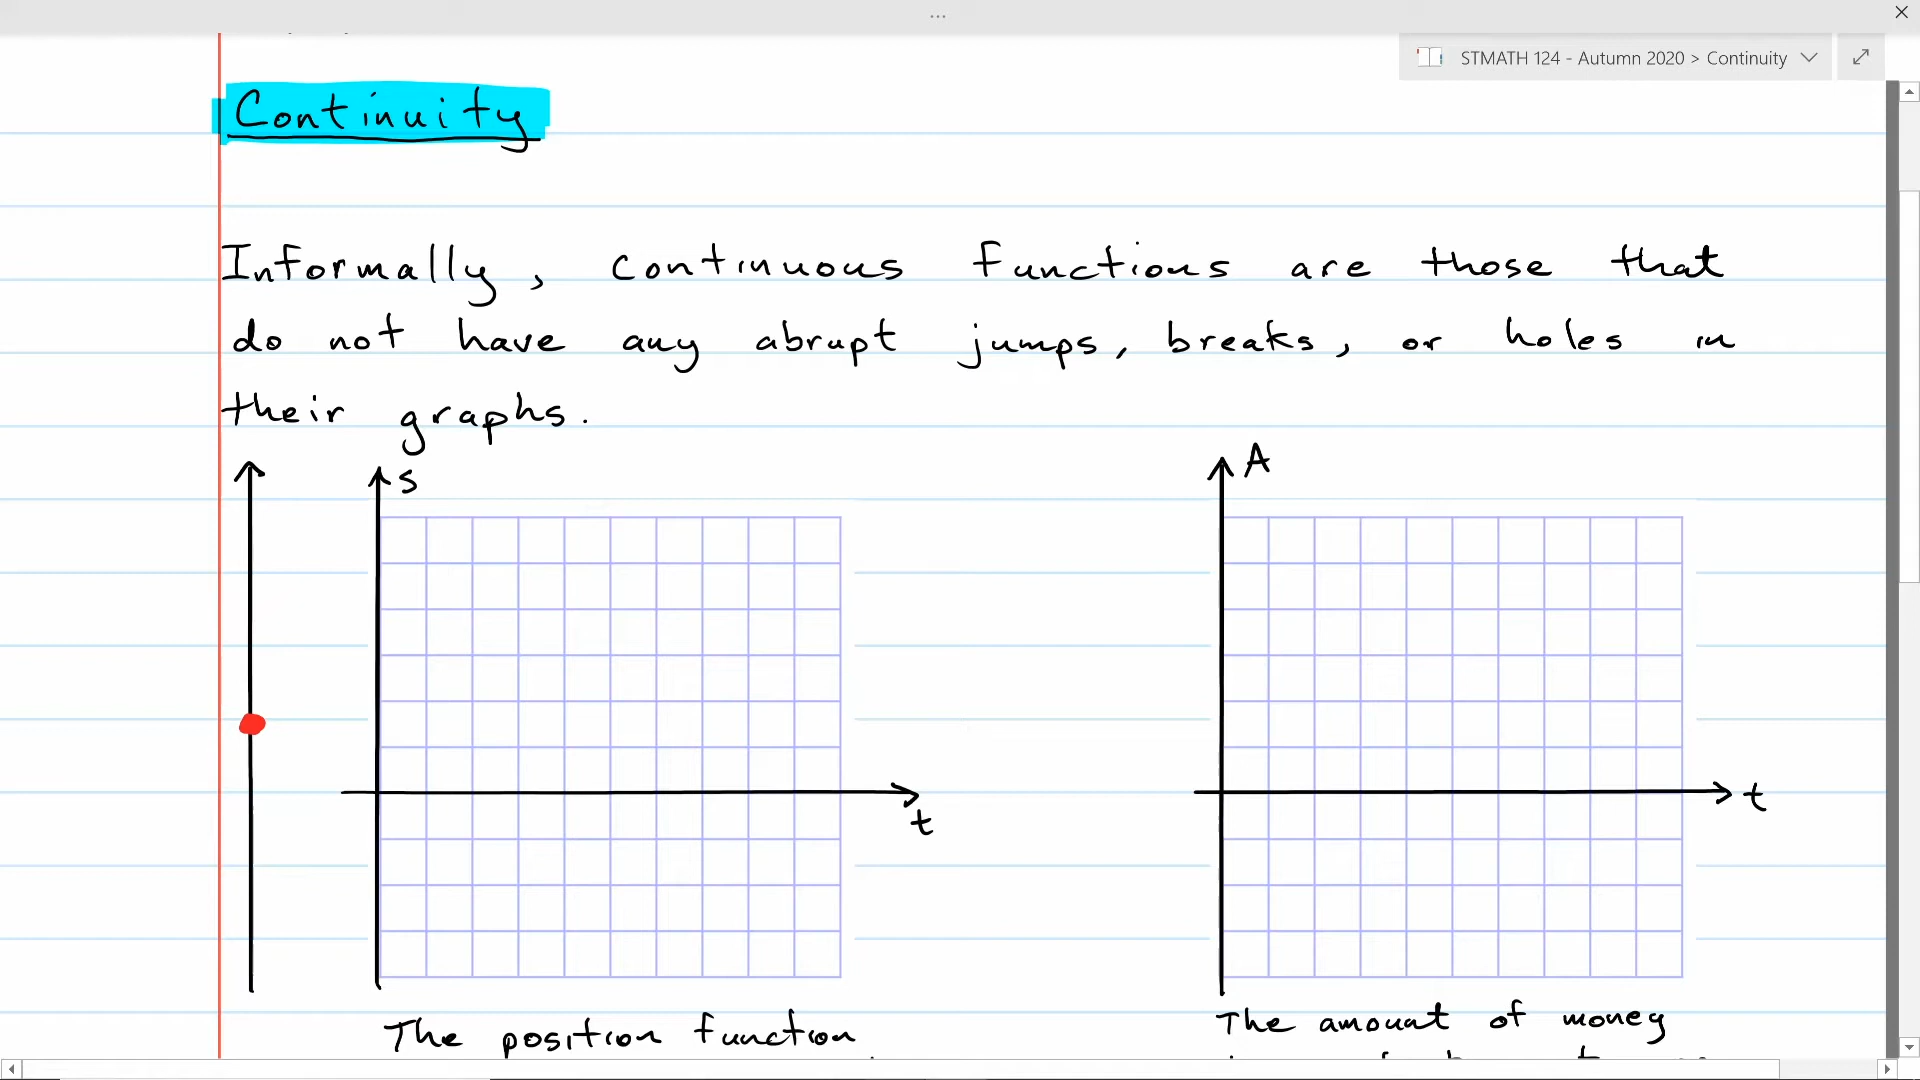 ...
STMATH 124 - Autumn 2020 > Continuity
Continuity
Informally, continuous functions are those that
do not have any abrupt jumps, breaks, or holes in
their graphs.
s
A
t
t
The position function
The amount of money